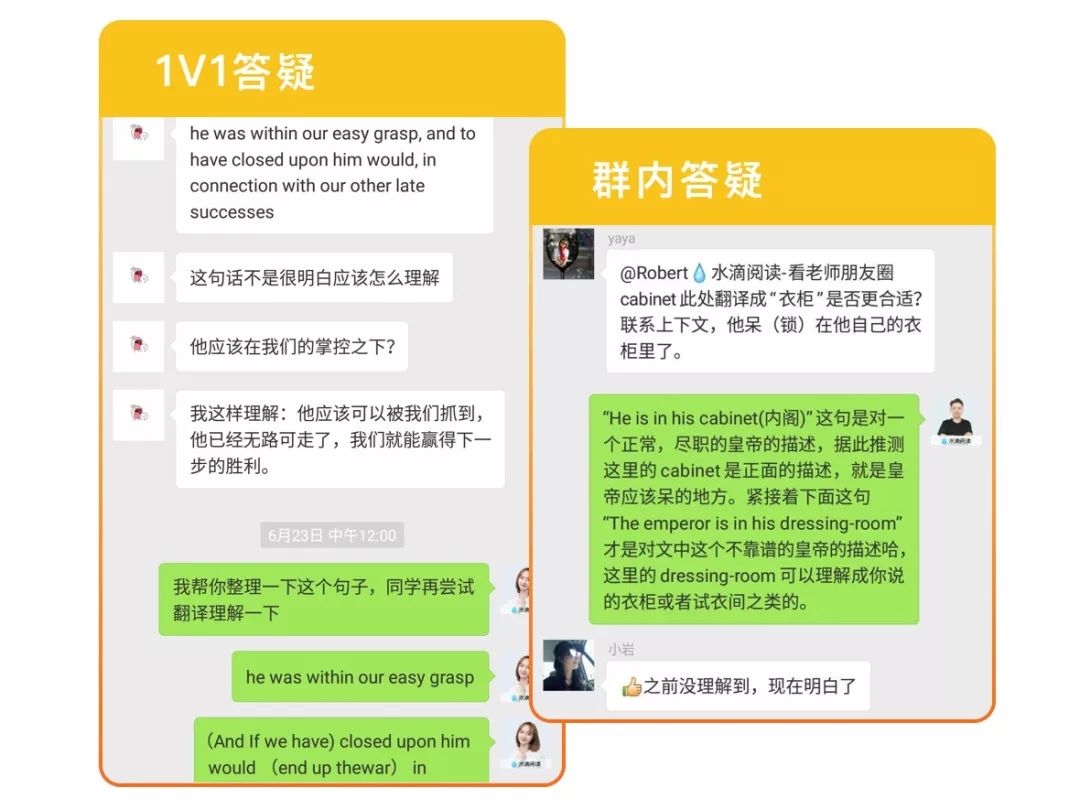 1V1答疑
he was within our easy grasp, and to
have closed upon him would, in
connection with our other late
successes
这句话不是很明白应该怎么理解
他应该在我们的掌控之下?
我这样理解：他应该可以被我们抓到，
他已经无路可走了，我们就能赢得下一
步的胜利。
6月23日 中午12:00
我帮你整理一下这个句子，同学再尝试
翻译理解一下
he was within our easy grasp
（And If we have) closed upon him
would （end up thewar） in
群内答疑
yaya
@Robert💧水滴阅读-看老师朋友圈
cabinet 此处翻译成“衣柜”是否更合适?
联系上下文，他呆（锁）在他自己的衣
柜里了。
“He is in his cabinet(内阁)” 这句是对一
个正常，尽职的皇帝的描述，据此推测
这里的 cabinet 是正面的描述，就是皇
帝应该呆的地方。紧接着下面这句
“The emperor is in his dressing-room”
才是对文中这个不靠谱的皇帝的描述哈，
这里的 dressing-room 可以理解成你说
的衣柜或者试衣间之类的。
水滴阅读
小岩
👍之前没理解到，现在明白了
水滴阅读